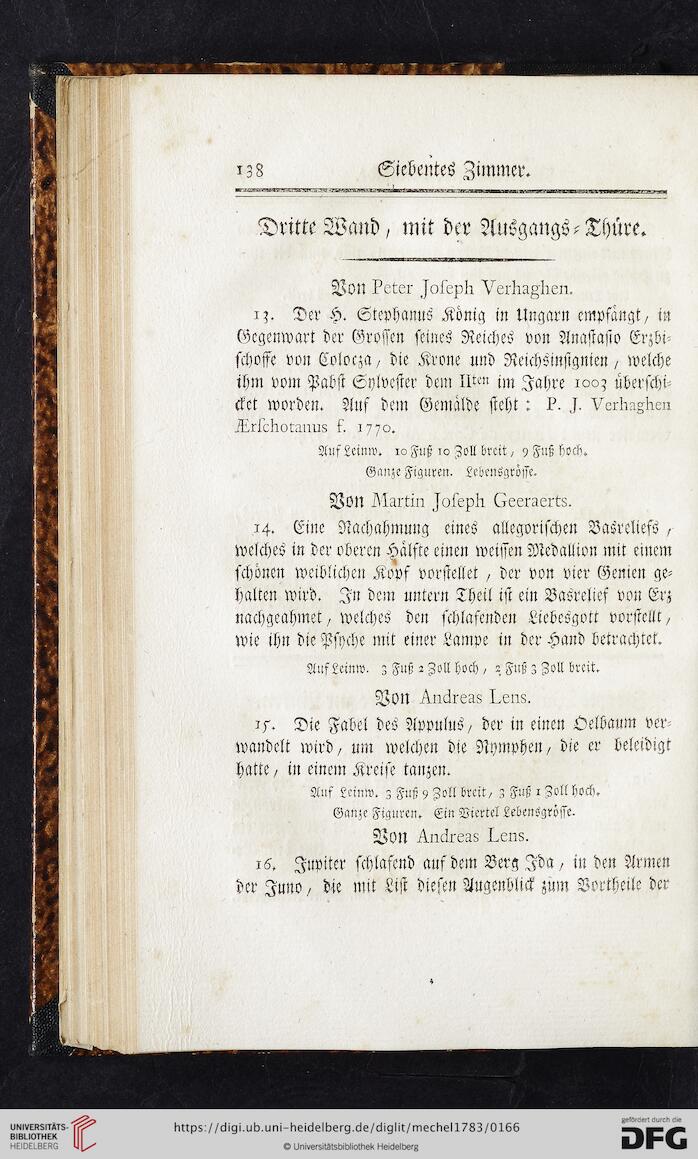 138 Siebentes Zimmer.
Dritte Wand, mit der Ausgangs-Thüre.
Von Peter Joseph Verhaghen.
13. Der H. Stephanus König in Ungarn empfängt, in
Gegenwart der Grossen seines Reiches von Anastasio Erzbi-
schoffe von Colocza, die Krone und Reichsinsignien, welche
ihm vom Pabst Sylvester dem IIten im Jahre 1003 überschi-
cket worden. Auf dem Gemälde steht: P. J. Verhaghen
Ærschotanus f. 1770.
Auf Leinw. 10 Fuß 10 Zoll breit, 9 Fuß hoch.
Ganze Figuren. Lebensgrösse.
Von Martin Joseph Geeraerts.
14. Eine Nachahmung eines allegorischen Basreliefs,
welches in der oberen Hälfte einen weissen Medallion mit einem
schönen weiblichen Kopf vorstellet, der von vier Genien ge-
halten wird. In dem untern Theil ist ein Basrelief von Erz
nachgeahmet, welches den schlafenden Liebesgott vorstellt,
wie ihn die Psyche mit einer Lampe in der Hand betrachtet.
Auf Leinw. 3 Fuß 2 Zoll hoch, 2 Fuß 3 Zoll breit.
Von Andreas Lens.
15. Die Fabel des Appulus, der in einen Oelbaum ver-
wandelt wird, um welchen die Nymphen, die er beleidigt
hatte, in einem Kreise tanzen.
Auf Leinw. 3 Fuß 9 Zoll breit, 3 Fuß 1 Zoll hoch.
Ganze Figuren. Ein Viertel Lebensgrösse.
Von Andreas Lens.
16. Jupiter schlafend auf dem Berg Ida, in den Armen
der Juno, die mit List diesen Augenblick zum Vortheile der
UNIVERSITÄTS-
BIBLIOTHEK
HEIDELBERG
https://digi.ub.uni-heidelberg.de/diglit/mechel1783/0166
© Universitätsbibliothek Heidelberg
gefördert durch die
DFG